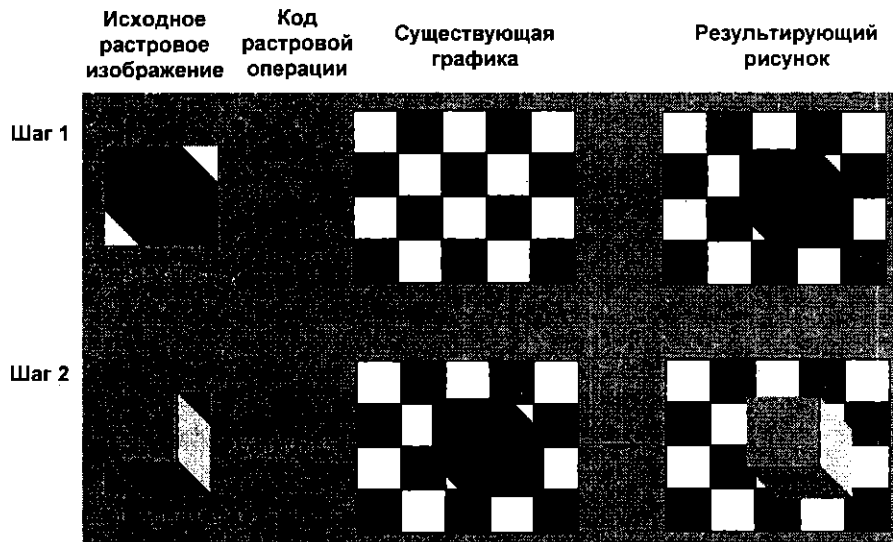 Исходное
растровое
изображение
Код
растровой
операции
Существующая
графика
Результирующий
рисунок
Шаг 1
Шаг 2